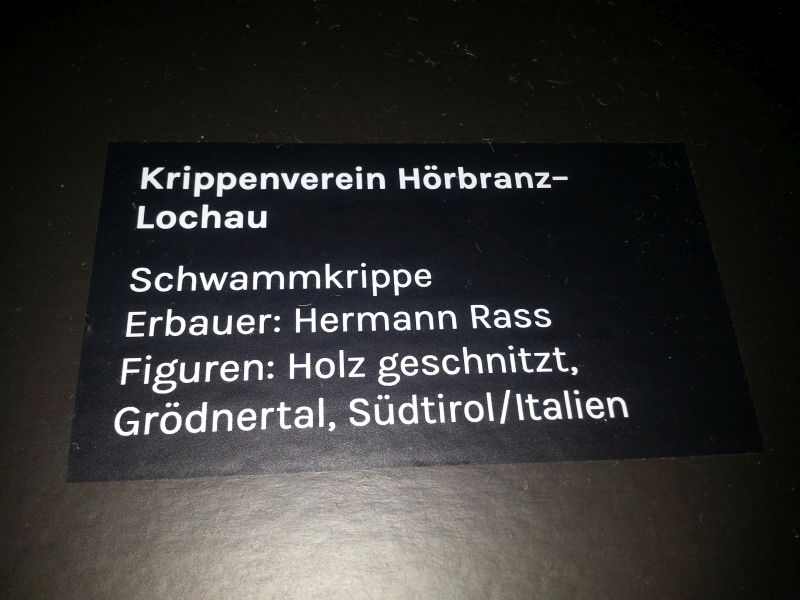 Krippenverein Hörbranz-
Lochau
Schwammkrippe
Erbauer: Hermann Rass
Figuren: Holz geschnitzt,
Grödnertal, Südtirol/Italien